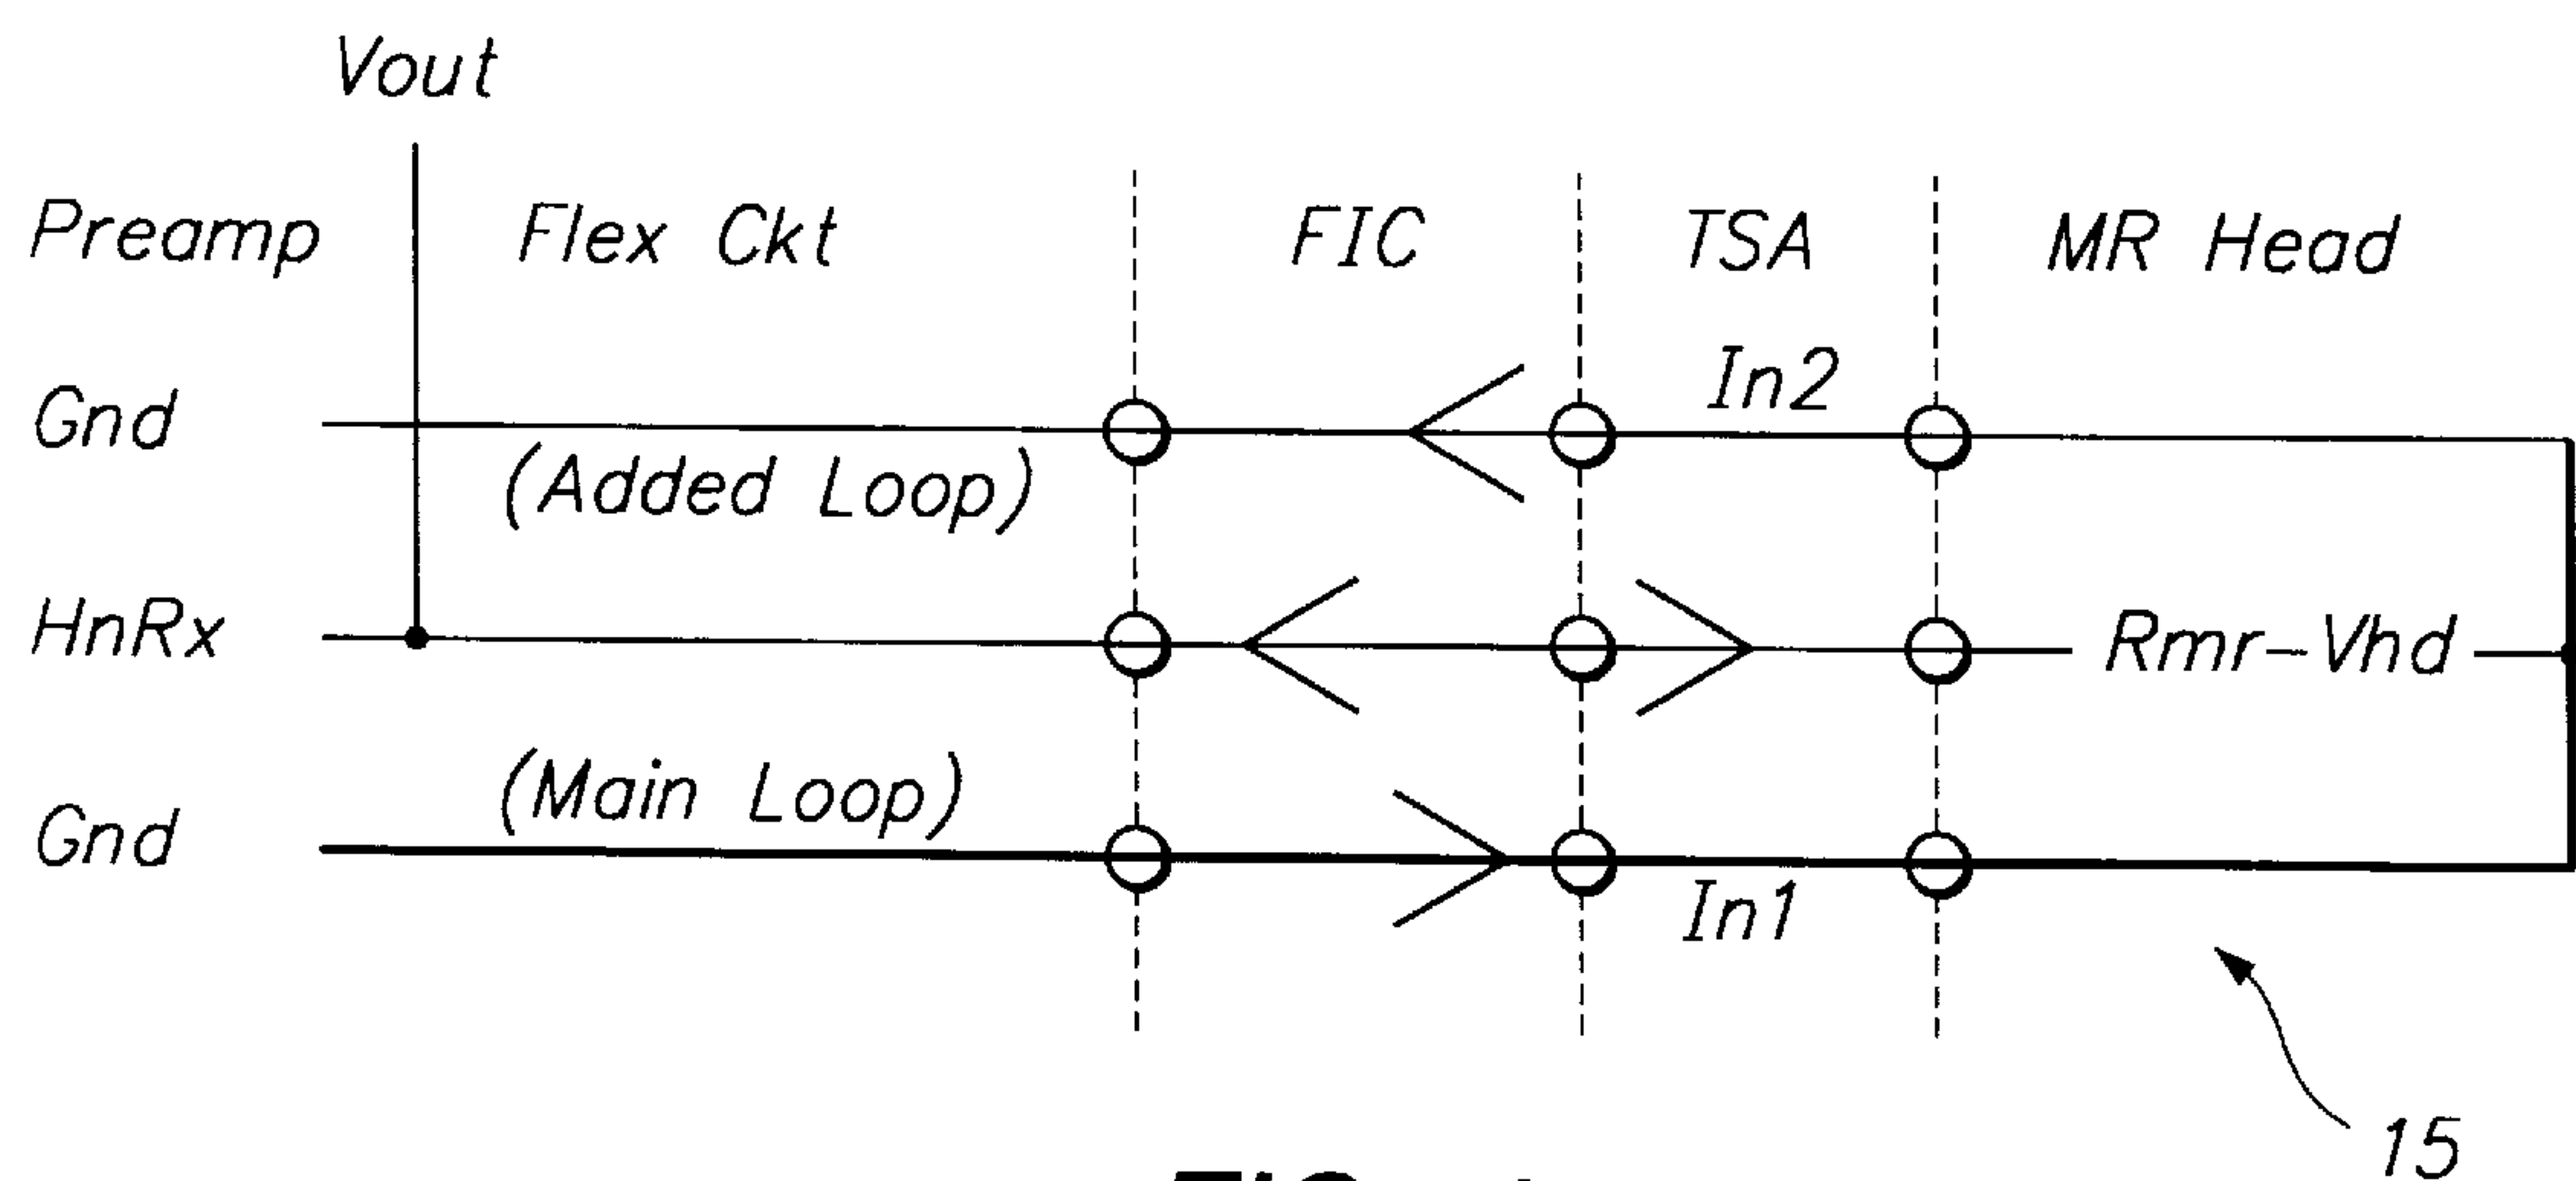 Vout
Preamp Flex Ckt FIC TSA MR Head
Gnd In2
(Added Loop)
HnRx Rmr-Vhd
(Main Loop)
Gnd In1
15